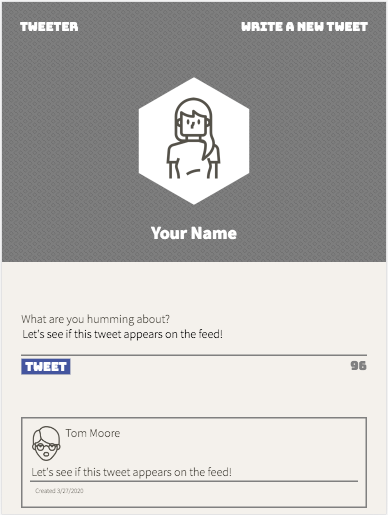 TWEETER
WRITE A NEW TWEET
Your Name
What are you humming about?
Let's see if this tweet appears on the feed!
TWEET
96
Tom Moore
Let's see if this tweet appears on the feed!
Created 3/27/2020